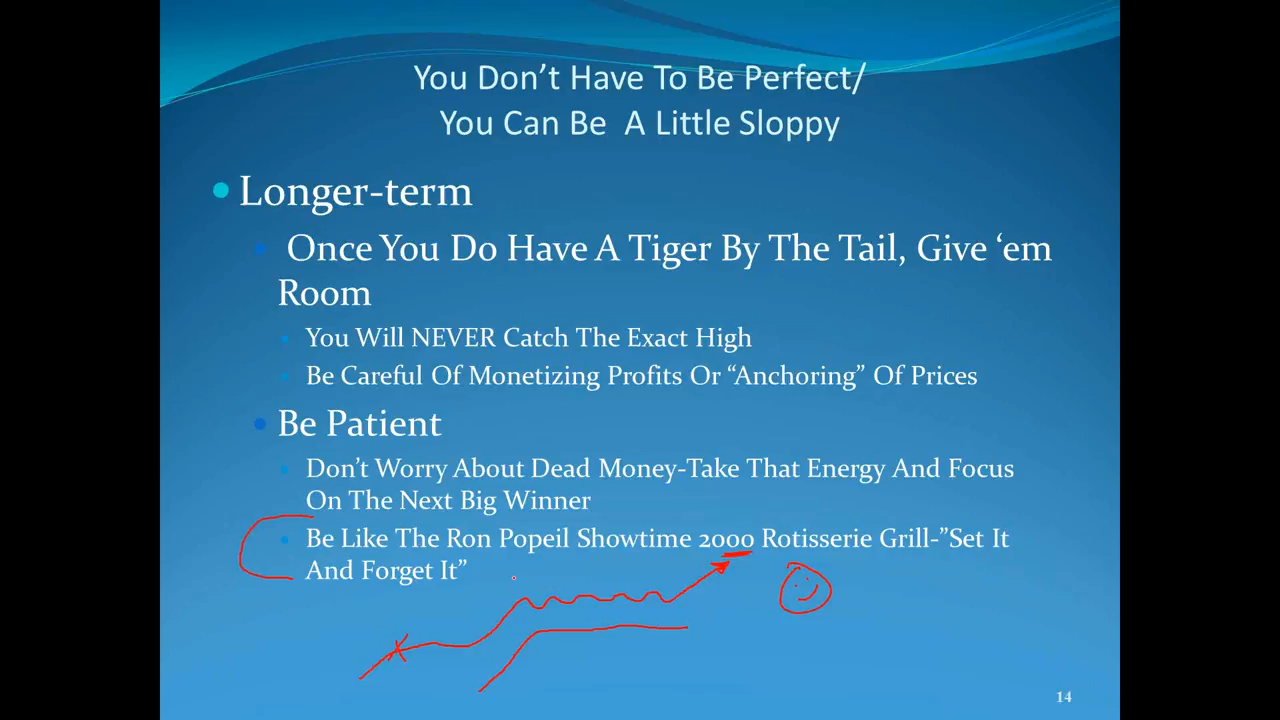 You Don’t Have To Be Perfect/
You Can Be A Little Sloppy
Longer-term
Once You Do Have A Tiger By The Tail, Give ‘em
Room
You Will NEVER Catch The Exact High
Be Careful Of Monetizing Profits Or “Anchoring” Of Prices
Be Patient
Don’t Worry About Dead Money-Take That Energy And Focus
On The Next Big Winner
Be Like The Ron Popeil Showtime 2000 Rotisserie Grill-”Set It
And Forget It”
14